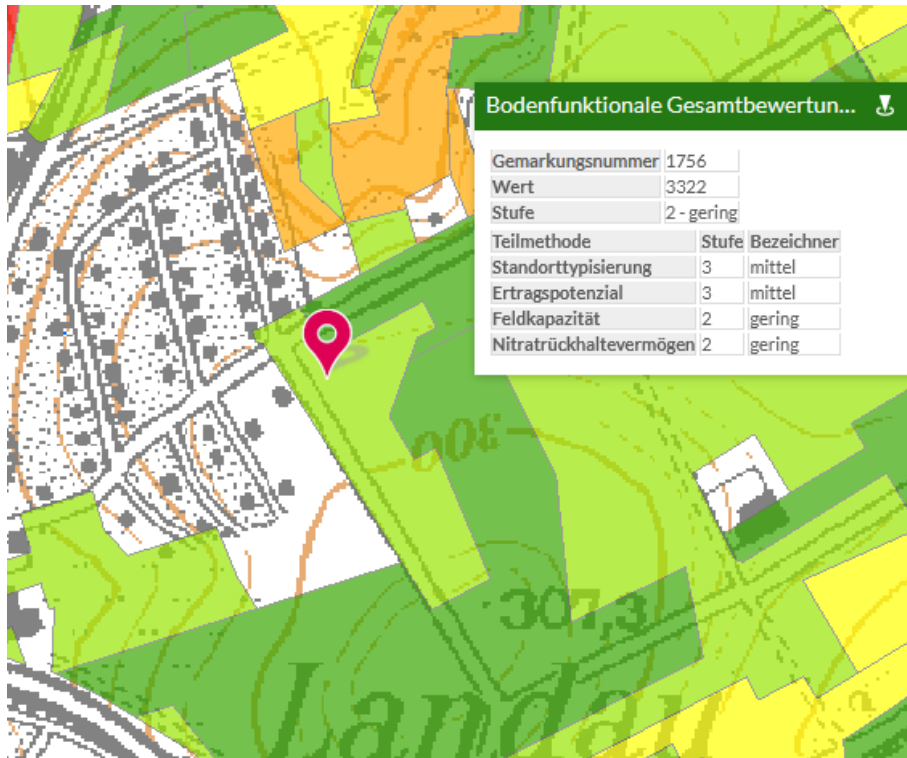 Bodenfunktionale Gesamtbewertun...
Gemarkungsnummer 1756
Wert 3322
Stufe 2 - gering
Teilmethode Stufe Bezeichner
Standorttypisierung 3 mittel
Ertragspotenzial 3 mittel
Feldkapazität 2 gering
Nitratrückhaltevermögen 2 gering
300
307,3
Landau